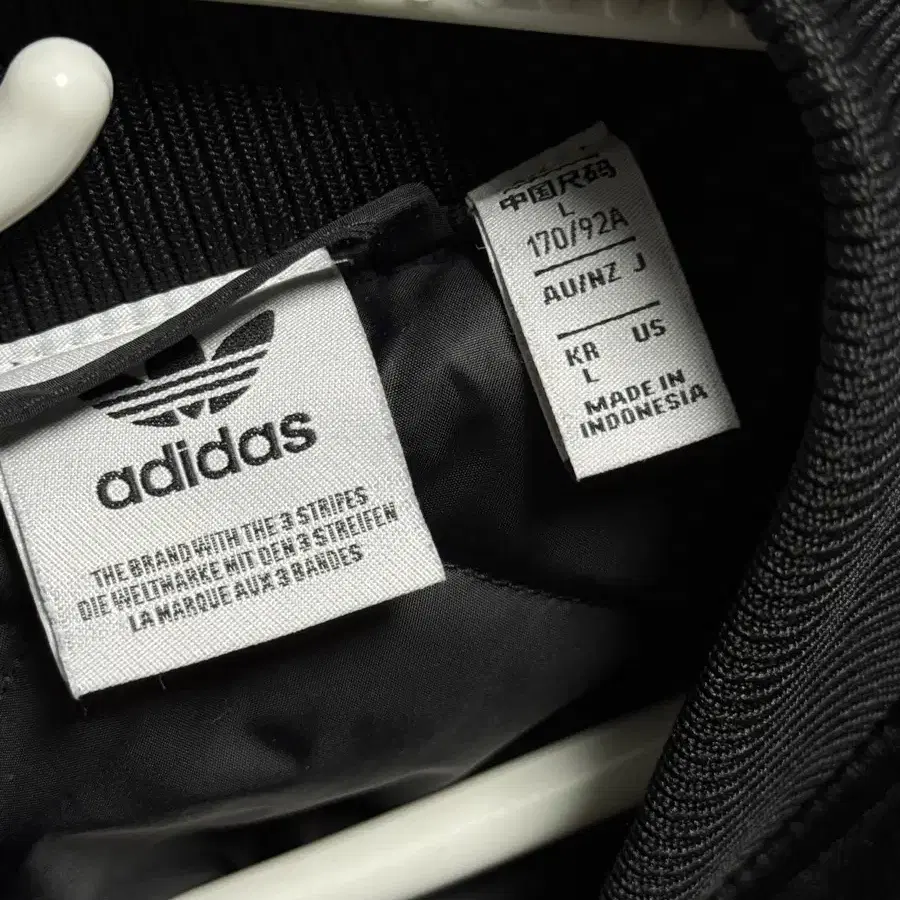 adidas
THE BRAND WITH THE 3 STRIPES
DIE WELTMARKE MIT DEN 3 STREIFEN
LA MARQUE AUX 3 BANDES
中国尺码
L
170/92A
AU/NZ J
KR US
L
MADE IN
INDONESIA